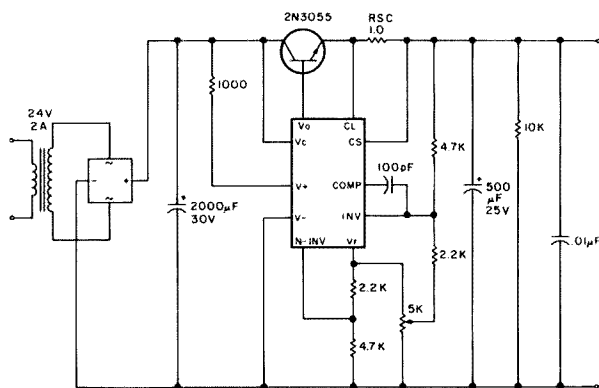 2N3055
RSC
1.0
1000
24V
2A
Vo
CL
Vc
CS
4.7K
10K
100pF
~
V+
COMP
-
+
+
2000µF
30V
+
500
µF
25V
V-
INV
~
N-INV
Vr
2.2K
.01µF
2.2K
5K
4.7K